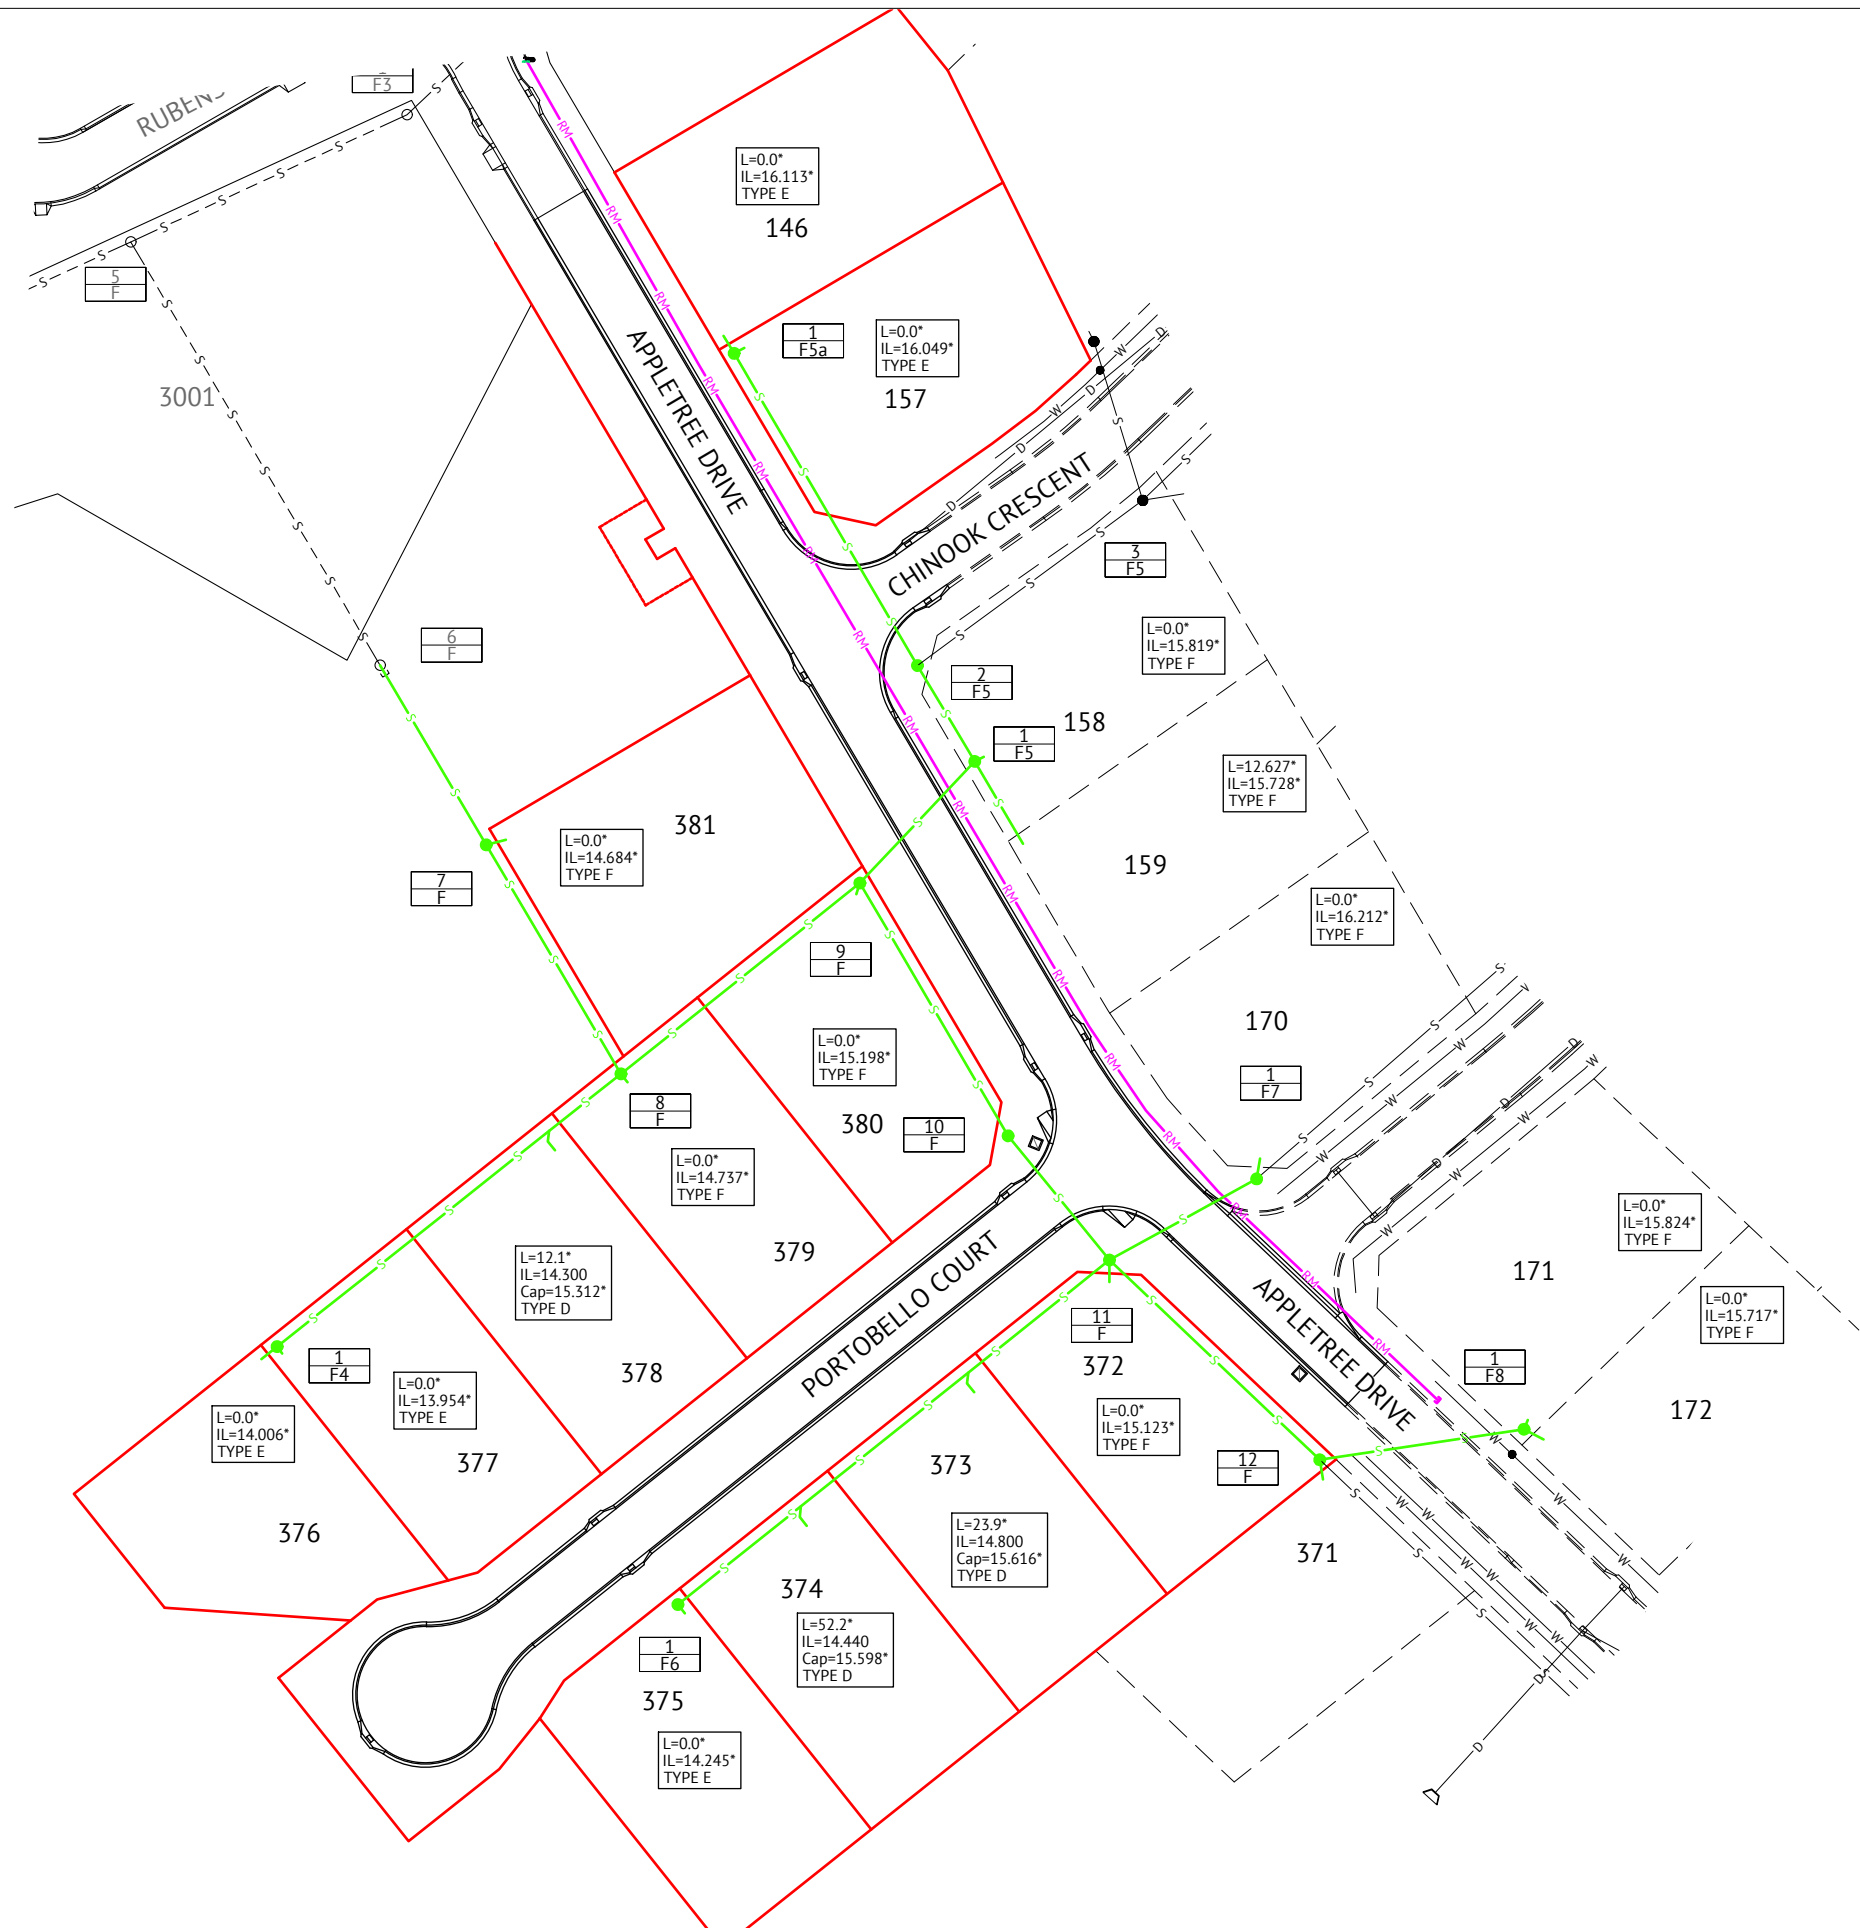 F3
RUBENS
L=0.0*
IL=16.113*
TYPE E
146
5
F
1
F5a
L=0.0*
IL=16.049*
TYPE E
157
3001
APPLETREE DRIVE
CHINOOK CRESCENT
3
F5
6
F
L=0.0*
IL=15.819*
TYPE F
2
F5
158
1
F5
L=12.627*
IL=15.728*
TYPE F
381
L=0.0*
IL=14.684*
TYPE F
159
7
F
L=0.0*
IL=16.212*
TYPE F
9
F
170
L=0.0*
IL=15.198*
TYPE F
1
F7
8
F
380
10
F
L=0.0*
IL=14.737*
TYPE F
L=0.0*
IL=15.824*
TYPE F
379
L=12.1*
IL=14.300
Cap=15.312*
TYPE D
171
PORTOBELLO COURT
APPLETREE DRIVE
L=0.0*
IL=15.717*
TYPE F
11
F
1
F4
378
372
1
F8
L=0.0*
IL=13.954*
TYPE E
L=0.0*
IL=14.006*
TYPE E
L=0.0*
IL=15.123*
TYPE F
172
377
373
12
F
376
L=23.9*
IL=14.800
Cap=15.616*
TYPE D
371
374
L=52.2*
IL=14.440
Cap=15.598*
TYPE D
1
F6
375
L=0.0*
IL=14.245*
TYPE E